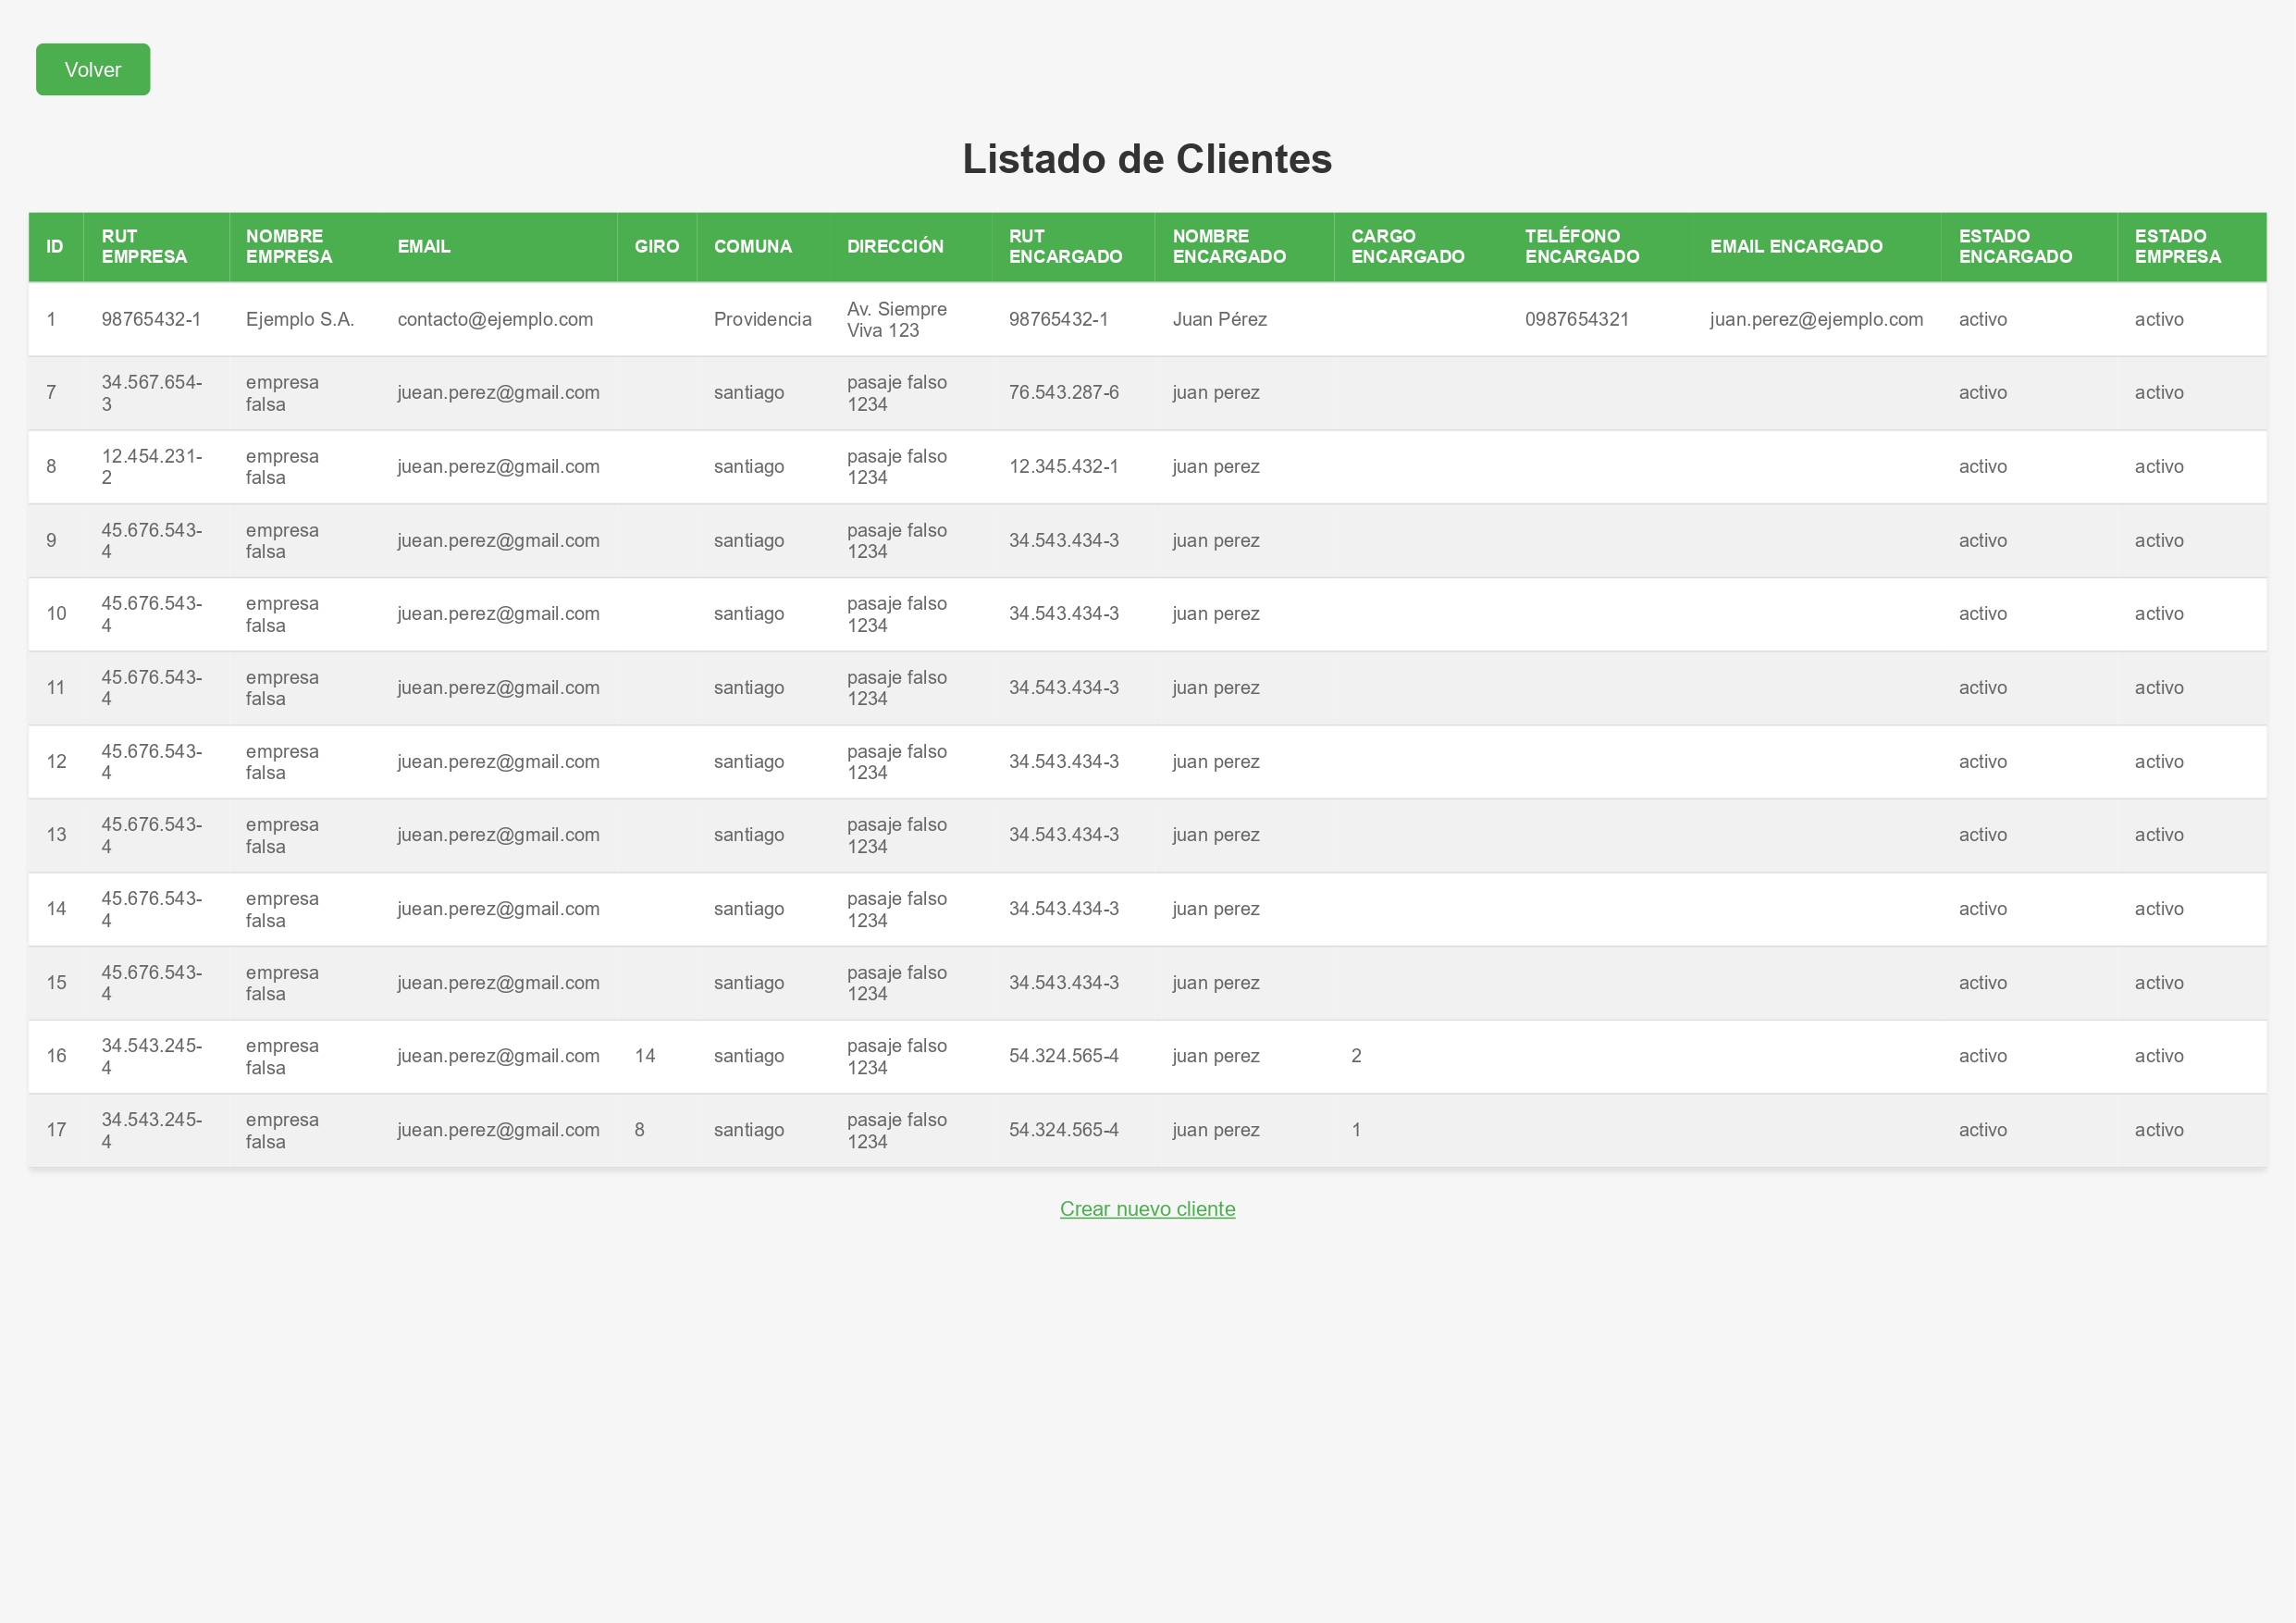 Volver
Listado de Clientes
ID RUT EMPRESA NOMBRE EMPRESA EMAIL GIRO COMUNA DIRECCIÓN RUT ENCARGADO NOMBRE ENCARGADO CARGO ENCARGADO TELÉFONO ENCARGADO EMAIL ENCARGADO ESTADO ENCARGADO ESTADO EMPRESA
1 98765432-1 Ejemplo S.A. contacto@ejemplo.com Providencia Av. Siempre Viva 123 98765432-1 Juan Pérez 0987654321 juan.perez@ejemplo.com activo activo
7 34.567.654-3 empresa falsa juean.perez@gmail.com santiago pasaje falso 1234 76.543.287-6 juan perez activo activo
8 12.454.231-2 empresa falsa juean.perez@gmail.com santiago pasaje falso 1234 12.345.432-1 juan perez activo activo
9 45.676.543-4 empresa falsa juean.perez@gmail.com santiago pasaje falso 1234 34.543.434-3 juan perez activo activo
10 45.676.543-4 empresa falsa juean.perez@gmail.com santiago pasaje falso 1234 34.543.434-3 juan perez activo activo
11 45.676.543-4 empresa falsa juean.perez@gmail.com santiago pasaje falso 1234 34.543.434-3 juan perez activo activo
12 45.676.543-4 empresa falsa juean.perez@gmail.com santiago pasaje falso 1234 34.543.434-3 juan perez activo activo
13 45.676.543-4 empresa falsa juean.perez@gmail.com santiago pasaje falso 1234 34.543.434-3 juan perez activo activo
14 45.676.543-4 empresa falsa juean.perez@gmail.com santiago pasaje falso 1234 34.543.434-3 juan perez activo activo
15 45.676.543-4 empresa falsa juean.perez@gmail.com santiago pasaje falso 1234 34.543.434-3 juan perez activo activo
16 34.543.245-4 empresa falsa juean.perez@gmail.com 14 santiago pasaje falso 1234 54.324.565-4 juan perez 2 activo activo
17 34.543.245-4 empresa falsa juean.perez@gmail.com 8 santiago pasaje falso 1234 54.324.565-4 juan perez 1 activo activo
Crear nuevo cliente